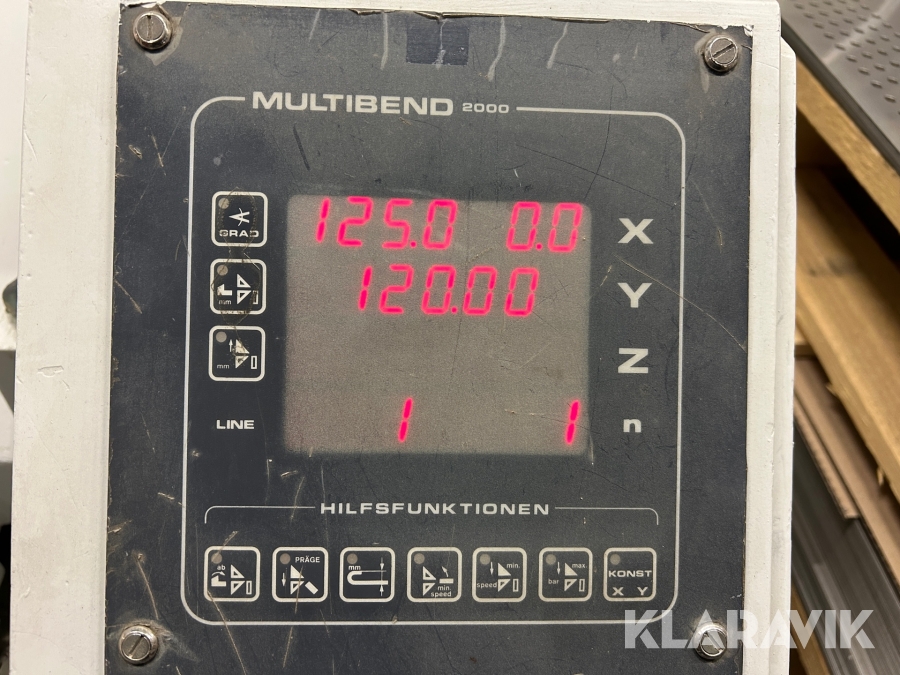 MULTIBEND 2000
GRAD
125.0 0.0 X
mm
120.00 Y
mm
Z
LINE
1 1 n
HILFSFUNKTIONEN
ab
PRÄGE
mm
min speed
speed min.
bar max.
KONST X Y
KLARAVIK